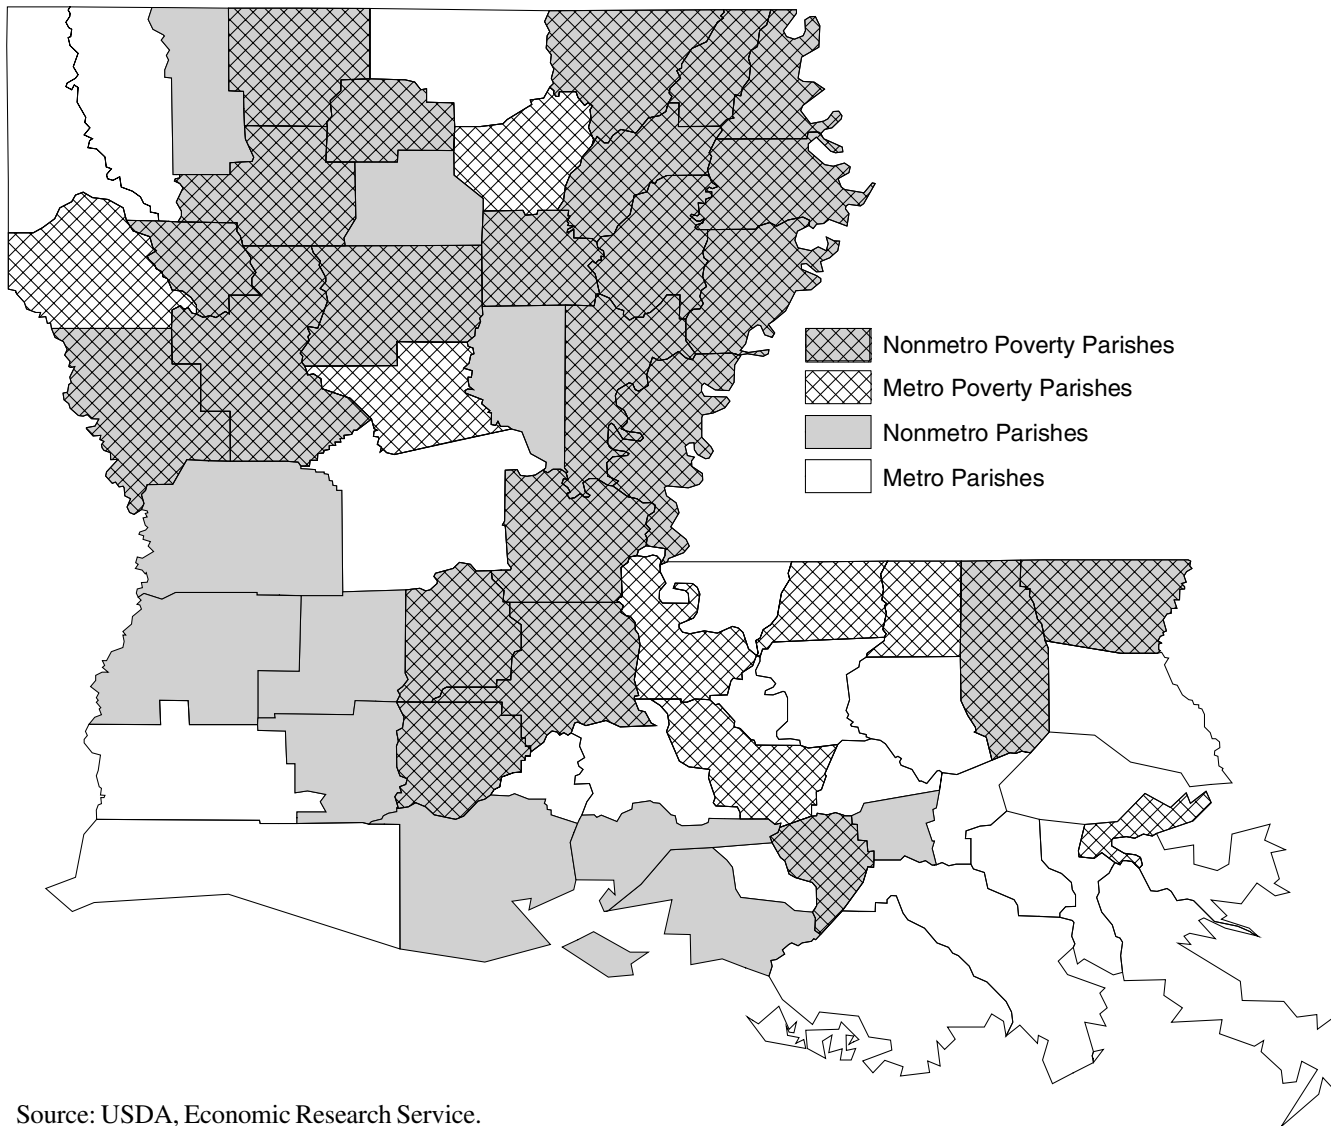 Nonmetro Poverty Parishes
Metro Poverty Parishes
Nonmetro Parishes
Metro Parishes
Source: USDA, Economic Research Service.